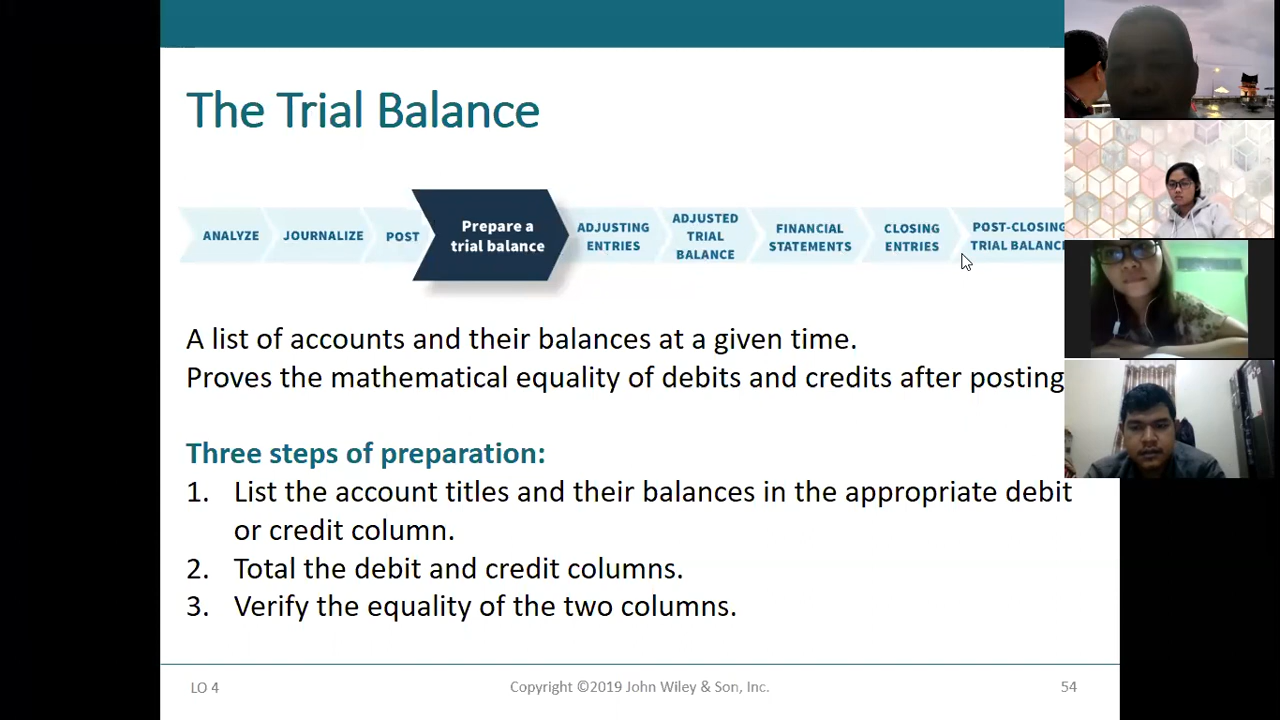 The Trial Balance
ANALYZE
JOURNALIZE
POST
Prepare a
trial balance
ADJUSTING
ENTRIES
ADJUSTED
TRIAL
BALANCE
FINANCIAL
STATEMENTS
CLOSING
ENTRIES
POST-CLOSING
TRIAL BALANC
A list of accounts and their balances at a given time.
Proves the mathematical equality of debits and credits after posting
Three steps of preparation:
1. List the account titles and their balances in the appropriate debit
or credit column.
2. Total the debit and credit columns.
3. Verify the equality of the two columns.
LO 4
Copyright ©2019 John Wiley & Son, Inc.
54